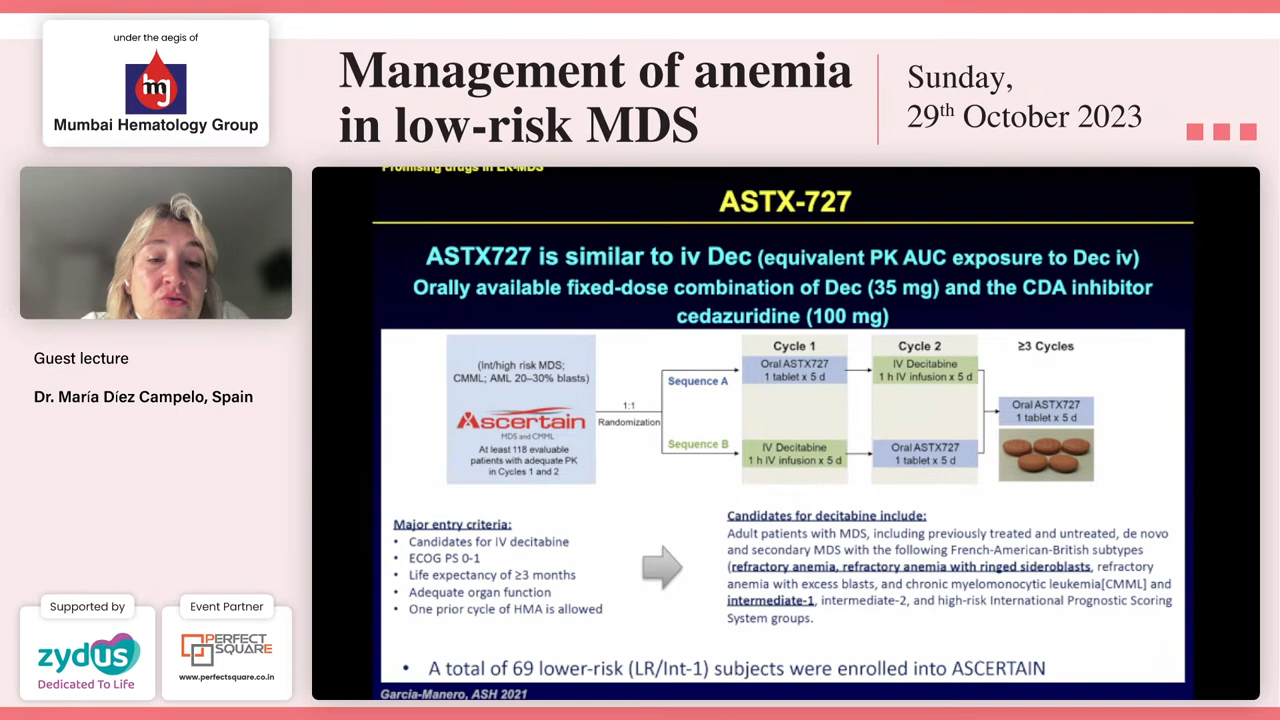 under the aegis of
mg
Mumbai Hematology Group
Management of anemia
in low-risk MDS
Sunday,
29th October 2023
Guest lecture
Dr. María Díez Campelo, Spain
Supported by
zydus
Dedicated To Life
Event Partner
PERFECT
SQUARE
www.perfectsquare.co.in
Promising drugs in LR-MDS
ASTX-727
ASTX727 is similar to iv Dec (equivalent PK AUC exposure to Dec iv)
Orally available fixed-dose combination of Dec (35 mg) and the CDA inhibitor
cedazuridine (100 mg)
(Int/high risk MDS;
CMML; AML 20–30% blasts)
Ascertain
MDS and CMML
At least 118 evaluable
patients with adequate PK
in Cycles 1 and 2
1:1
Randomization
Sequence A
Sequence B
Cycle 1
Oral ASTX727
1 tablet x 5 d
IV Decitabine
1 h IV infusion x 5 d
Cycle 2
IV Decitabine
1 h IV infusion x 5 d
Oral ASTX727
1 tablet x 5 d
≥3 Cycles
Oral ASTX727
1 tablet x 5 d
Major entry criteria:
• Candidates for IV decitabine
• ECOG PS 0-1
• Life expectancy of ≥3 months
• Adequate organ function
• One prior cycle of HMA is allowed
Candidates for decitabine include:
Adult patients with MDS, including previously treated and untreated, de novo
and secondary MDS with the following French-American-British subtypes
(refractory anemia, refractory anemia with ringed sideroblasts, refractory
anemia with excess blasts, and chronic myelomonocytic leukemia[CMML] and
intermediate-1, intermediate-2, and high-risk International Prognostic Scoring
System groups.
• A total of 69 lower-risk (LR/Int-1) subjects were enrolled into ASCERTAIN
Garcia-Manero, ASH 2021